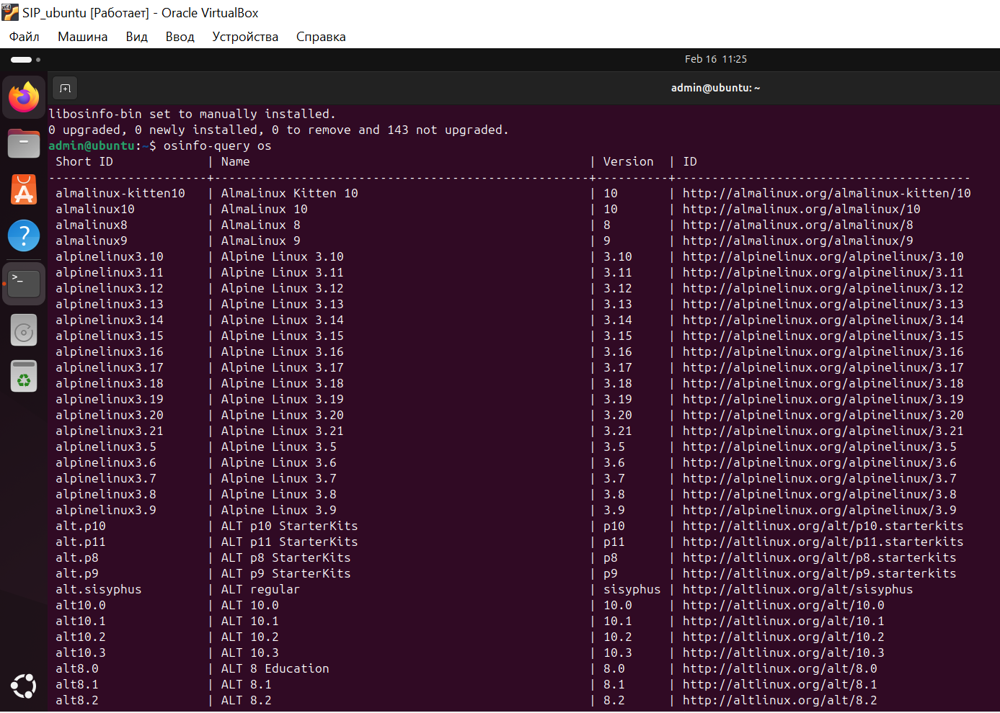 SIP_ubuntu [Работает] - Oracle VirtualBox
Файл Машина Вид Ввод Устройства Справка
Feb 16 11:25
admin@ubuntu: ~
libosinfo-bin set to manually installed.
0 upgraded, 0 newly installed, 0 to remove and 143 not upgraded.
admin@ubuntu:~$ osinfo-query os
 Short ID             | Name                                               | Version  | ID
----------------------+----------------------------------------------------+----------+-----------------------------------------
 almalinux-kitten10   | AlmaLinux Kitten 10                                | 10       | http://almalinux.org/almalinux-kitten/10
 almalinux10          | AlmaLinux 10                                       | 10       | http://almalinux.org/almalinux/10
 almalinux8           | AlmaLinux 8                                        | 8        | http://almalinux.org/almalinux/8
 almalinux9           | AlmaLinux 9                                        | 9        | http://almalinux.org/almalinux/9
 alpinelinux3.10      | Alpine Linux 3.10                                  | 3.10     | http://alpinelinux.org/alpinelinux/3.10
 alpinelinux3.11      | Alpine Linux 3.11                                  | 3.11     | http://alpinelinux.org/alpinelinux/3.11
 alpinelinux3.12      | Alpine Linux 3.12                                  | 3.12     | http://alpinelinux.org/alpinelinux/3.12
 alpinelinux3.13      | Alpine Linux 3.13                                  | 3.13     | http://alpinelinux.org/alpinelinux/3.13
 alpinelinux3.14      | Alpine Linux 3.14                                  | 3.14     | http://alpinelinux.org/alpinelinux/3.14
 alpinelinux3.15      | Alpine Linux 3.15                                  | 3.15     | http://alpinelinux.org/alpinelinux/3.15
 alpinelinux3.16      | Alpine Linux 3.16                                  | 3.16     | http://alpinelinux.org/alpinelinux/3.16
 alpinelinux3.17      | Alpine Linux 3.17                                  | 3.17     | http://alpinelinux.org/alpinelinux/3.17
 alpinelinux3.18      | Alpine Linux 3.18                                  | 3.18     | http://alpinelinux.org/alpinelinux/3.18
 alpinelinux3.19      | Alpine Linux 3.19                                  | 3.19     | http://alpinelinux.org/alpinelinux/3.19
 alpinelinux3.20      | Alpine Linux 3.20                                  | 3.20     | http://alpinelinux.org/alpinelinux/3.20
 alpinelinux3.21      | Alpine Linux 3.21                                  | 3.21     | http://alpinelinux.org/alpinelinux/3.21
 alpinelinux3.5       | Alpine Linux 3.5                                   | 3.5      | http://alpinelinux.org/alpinelinux/3.5
 alpinelinux3.6       | Alpine Linux 3.6                                   | 3.6      | http://alpinelinux.org/alpinelinux/3.6
 alpinelinux3.7       | Alpine Linux 3.7                                   | 3.7      | http://alpinelinux.org/alpinelinux/3.7
 alpinelinux3.8       | Alpine Linux 3.8                                   | 3.8      | http://alpinelinux.org/alpinelinux/3.8
 alpinelinux3.9       | Alpine Linux 3.9                                   | 3.9      | http://alpinelinux.org/alpinelinux/3.9
 alt.p10              | ALT p10 StarterKits                                | p10      | http://altlinux.org/alt/p10.starterkits
 alt.p11              | ALT p11 StarterKits                                | p11      | http://altlinux.org/alt/p11.starterkits
 alt.p8               | ALT p8 StarterKits                                 | p8       | http://altlinux.org/alt/p8.starterkits
 alt.p9               | ALT p9 StarterKits                                 | p9       | http://altlinux.org/alt/p9.starterkits
 alt.sisyphus         | ALT regular                                        | sisyphus | http://altlinux.org/alt/sisyphus
 alt10.0              | ALT 10.0                                           | 10.0     | http://altlinux.org/alt/10.0
 alt10.1              | ALT 10.1                                           | 10.1     | http://altlinux.org/alt/10.1
 alt10.2              | ALT 10.2                                           | 10.2     | http://altlinux.org/alt/10.2
 alt10.3              | ALT 10.3                                           | 10.3     | http://altlinux.org/alt/10.3
 alt8.0               | ALT 8 Education                                    | 8.0      | http://altlinux.org/alt/8.0
 alt8.1               | ALT 8.1                                            | 8.1      | http://altlinux.org/alt/8.1
 alt8.2               | ALT 8.2                                            | 8.2      | http://altlinux.org/alt/8.2